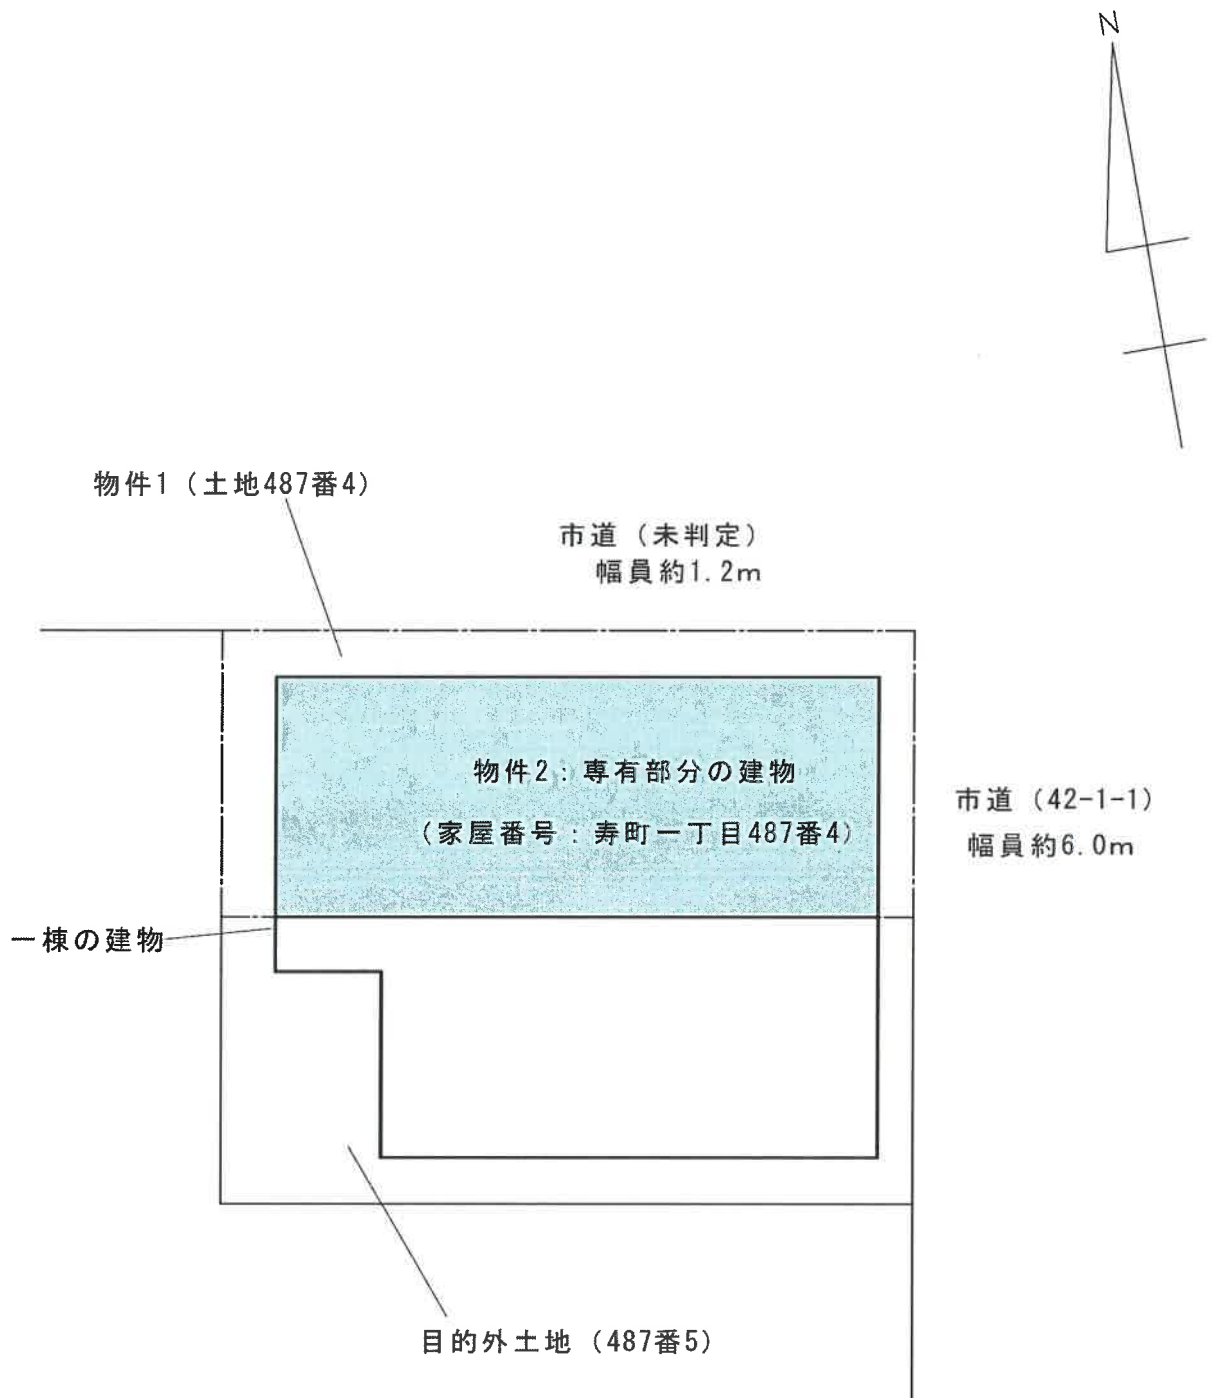 N
物件1（土地487番4）
市道（未判定）
幅員約1.2m
物件2：専有部分の建物
（家屋番号：寿町一丁目487番4）
市道（42-1-1）
幅員約6.0m
一棟の建物
目的外土地（487番5）